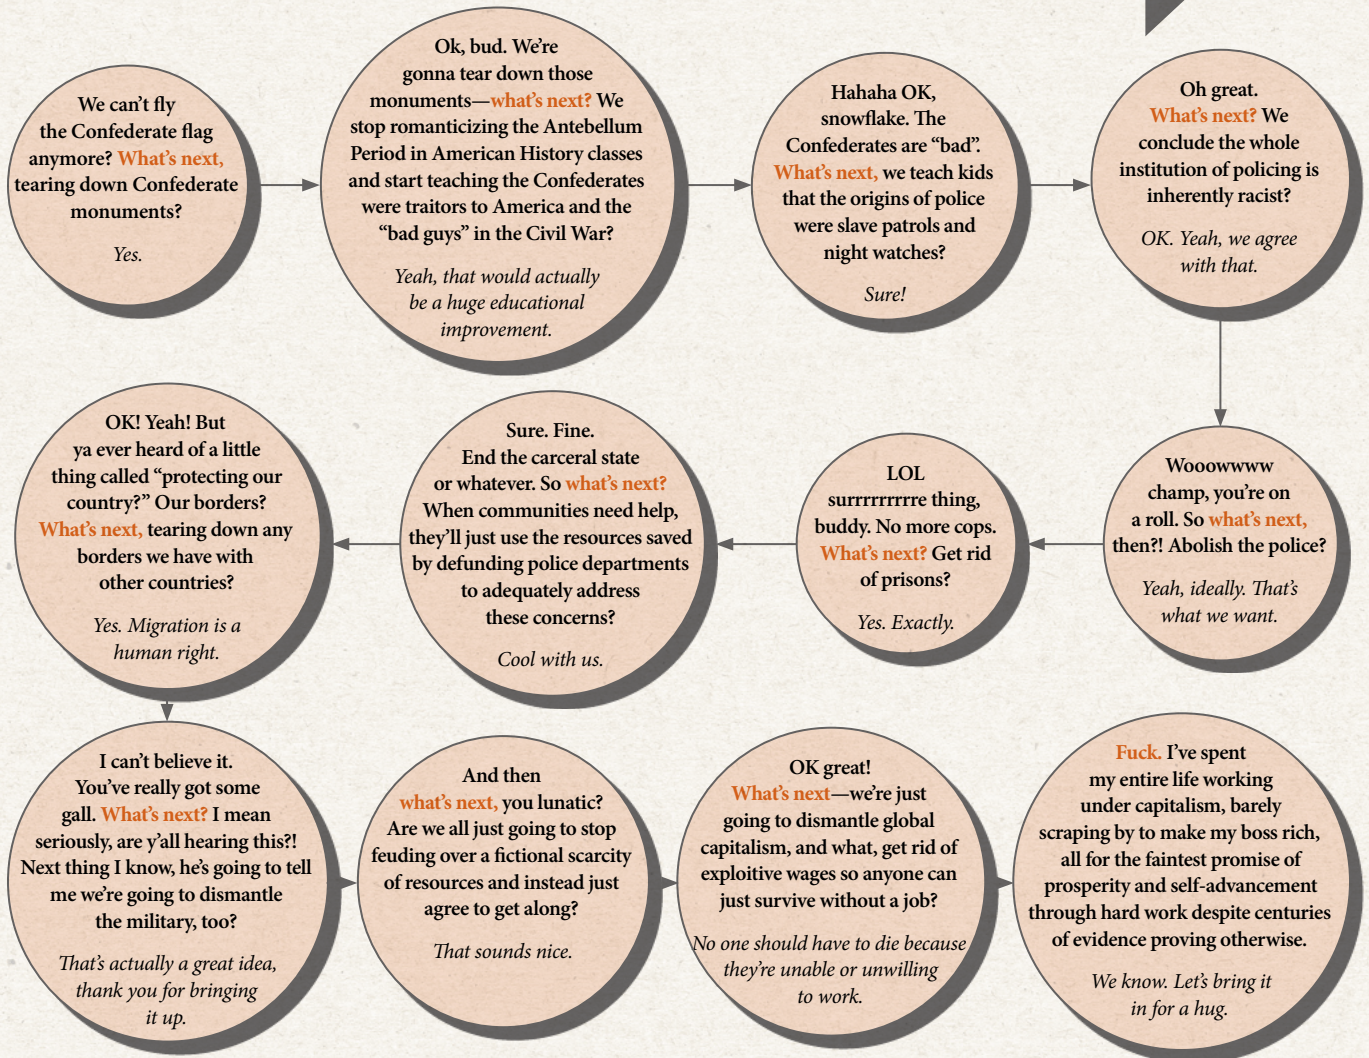 We can’t fly
the Confederate flag
anymore? What’s next,
tearing down Confederate
monuments?
Yes.
Ok, bud. We’re
gonna tear down those
monuments—what’s next? We
stop romanticizing the Antebellum
Period in American History classes
and start teaching the Confederates
were traitors to America and the
“bad guys” in the Civil War?
Yeah, that would actually
be a huge educational
improvement.
Hahaha OK,
snowflake. The
Confederates are “bad”.
What’s next, we teach kids
that the origins of police
were slave patrols and
night watches?
Sure!
Oh great.
What’s next? We
conclude the whole
institution of policing is
inherently racist?
OK. Yeah, we agree
with that.
Wooowwww
champ, you’re on
a roll. So what’s next,
then?! Abolish the police?
Yeah, ideally. That’s
what we want.
LOL
surrrrrrrre thing,
buddy. No more cops.
What’s next? Get rid
of prisons?
Yes. Exactly.
Sure. Fine.
End the carceral state
or whatever. So what’s next?
When communities need help,
they’ll just use the resources saved
by defunding police departments
to adequately address
these concerns?
Cool with us.
OK! Yeah! But
ya ever heard of a little
thing called “protecting our
country?” Our borders?
What’s next, tearing down any
borders we have with
other countries?
Yes. Migration is a
human right.
I can’t believe it.
You’ve really got some
gall. What’s next? I mean
seriously, are y’all hearing this?!
Next thing I know, he’s going to tell
me we’re going to dismantle
the military, too?
That’s actually a great idea,
thank you for bringing
it up.
And then
what’s next, you lunatic?
Are we all just going to stop
feuding over a fictional scarcity
of resources and instead just
agree to get along?
That sounds nice.
OK great!
What’s next—we’re just
going to dismantle global
capitalism, and what, get rid of
exploitive wages so anyone can
just survive without a job?
No one should have to die because
they’re unable or unwilling
to work.
Fuck. I’ve spent
my entire life working
under capitalism, barely
scraping by to make my boss rich,
all for the faintest promise of
prosperity and self-advancement
through hard work despite centuries
of evidence proving otherwise.
We know. Let’s bring it
in for a hug.